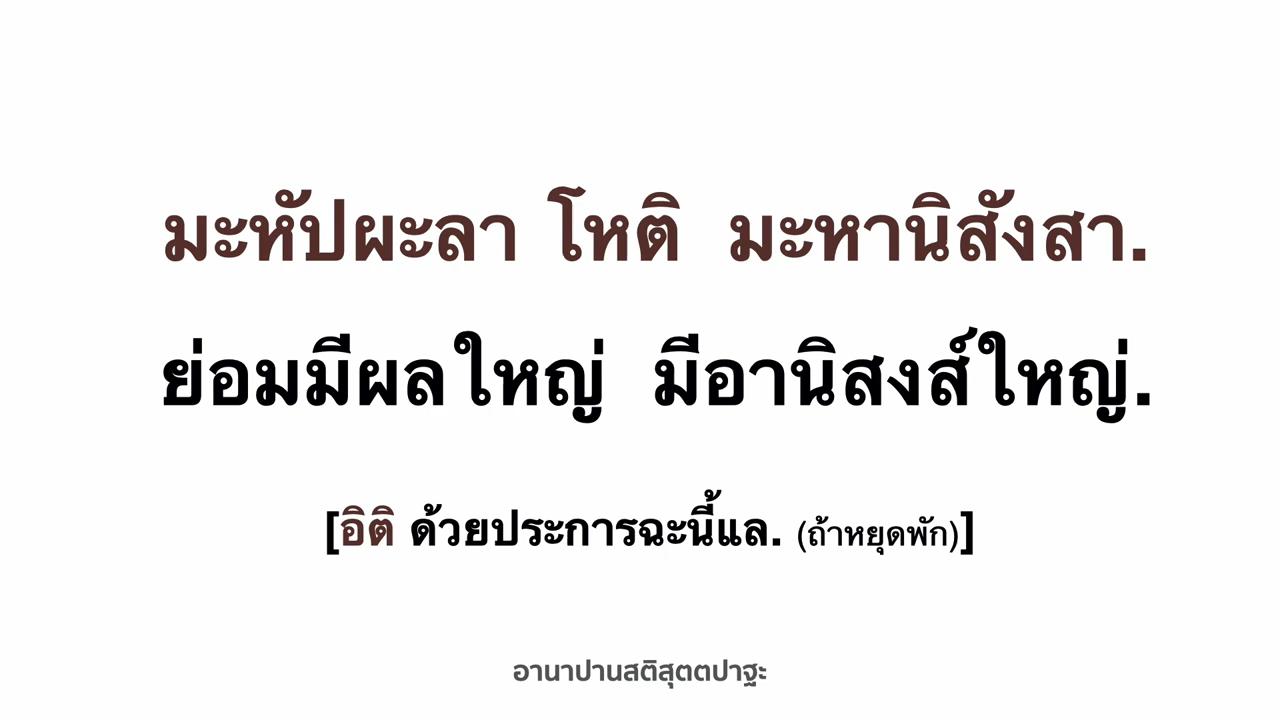 มะหัปผะลา โหติ  มะหานิสังสา.
ย่อมมีผลใหญ่  มีอานิสงส์ใหญ่.
[อิติ ด้วยประการฉะนี้แล. (ถ้าหยุดพัก)]
อานาปานสติสุตตปาฐะ